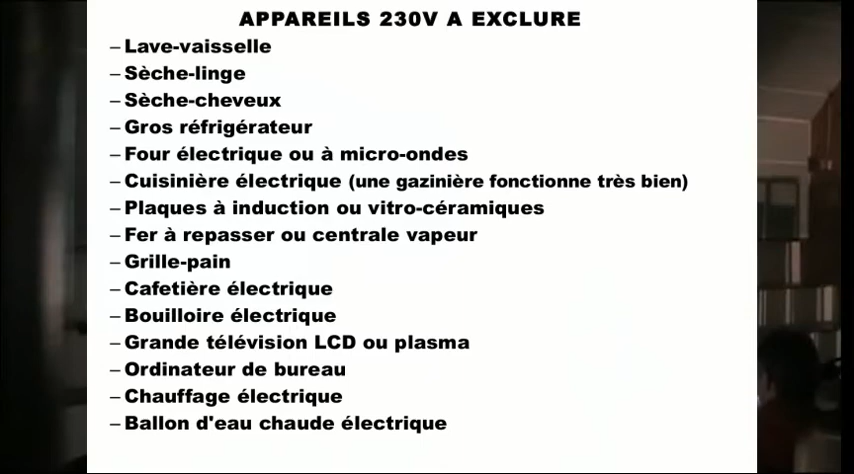 APPAREILS 230V A EXCLURE
– Lave-vaisselle
– Sèche-linge
– Sèche-cheveux
– Gros réfrigérateur
– Four électrique ou à micro-ondes
– Cuisinière électrique (une gazinière fonctionne très bien)
– Plaques à induction ou vitro-céramiques
– Fer à repasser ou centrale vapeur
– Grille-pain
– Cafetière électrique
– Bouilloire électrique
– Grande télévision LCD ou plasma
– Ordinateur de bureau
– Chauffage électrique
– Ballon d'eau chaude électrique